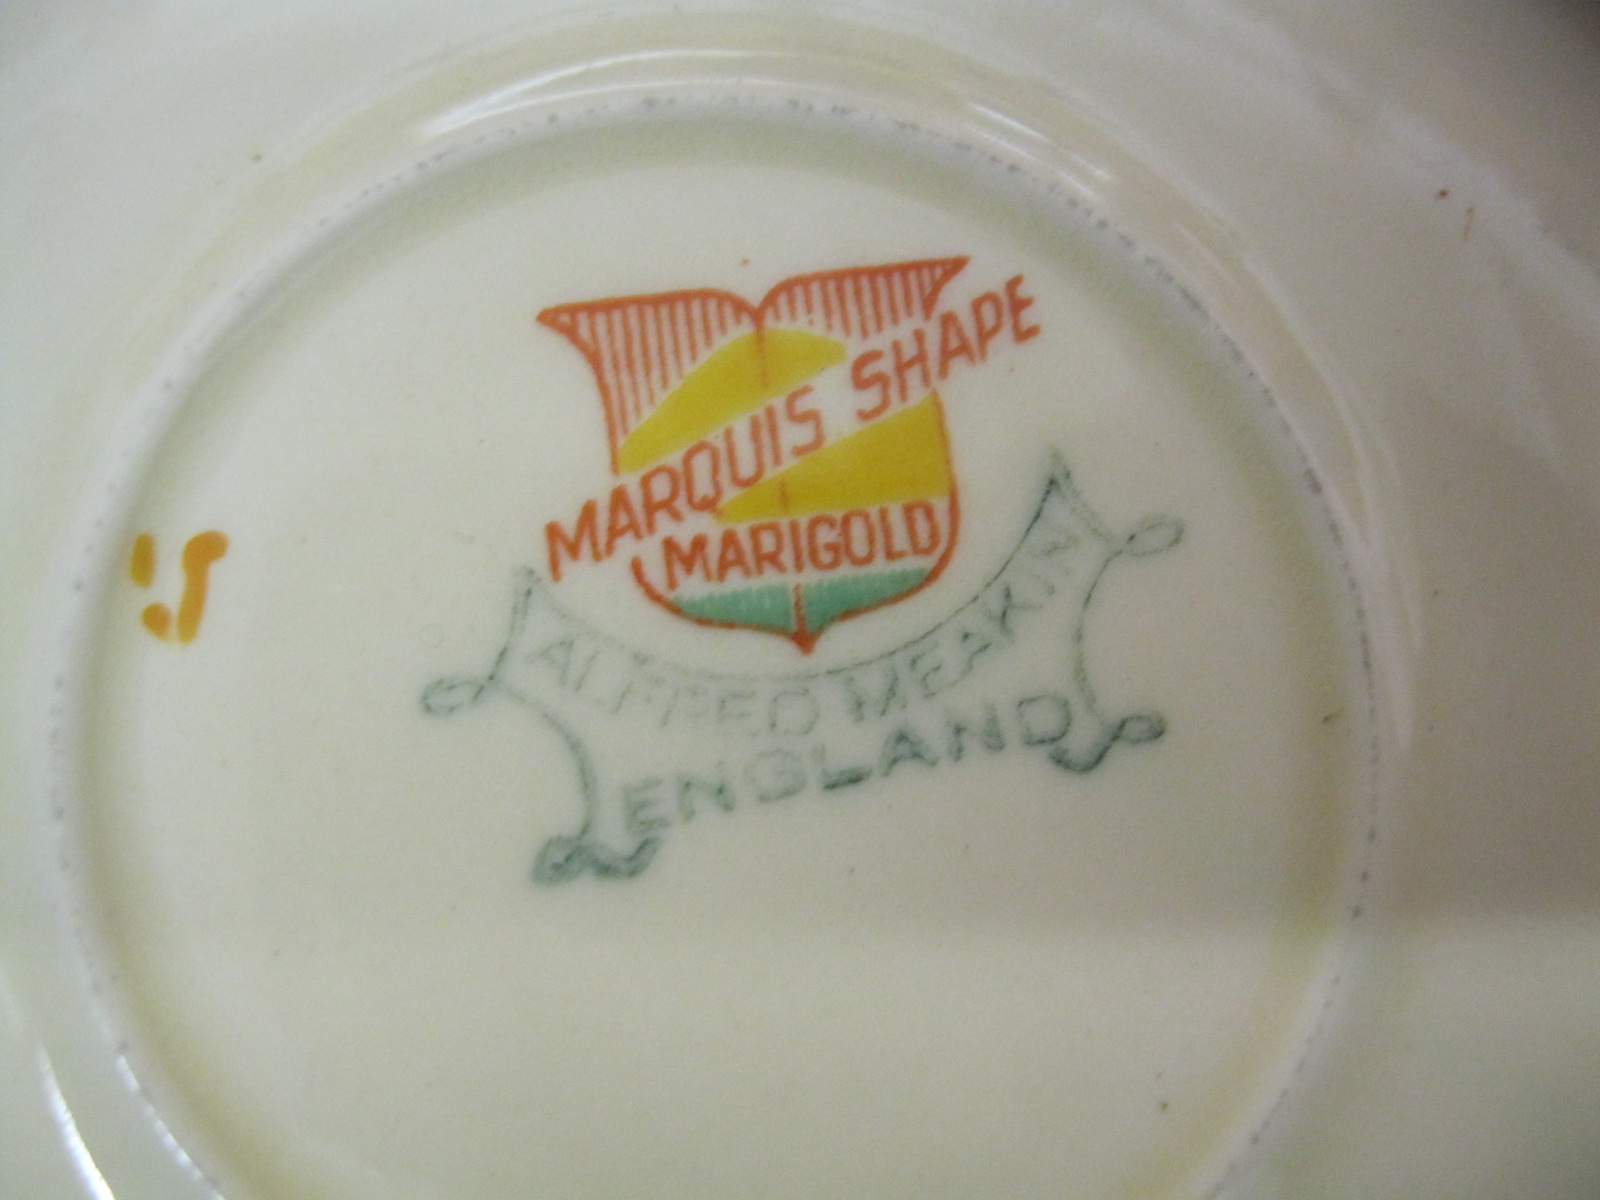 MARQUIS SHAPE
MARIGOLD
ALFRED MEAKIN
ENGLAND